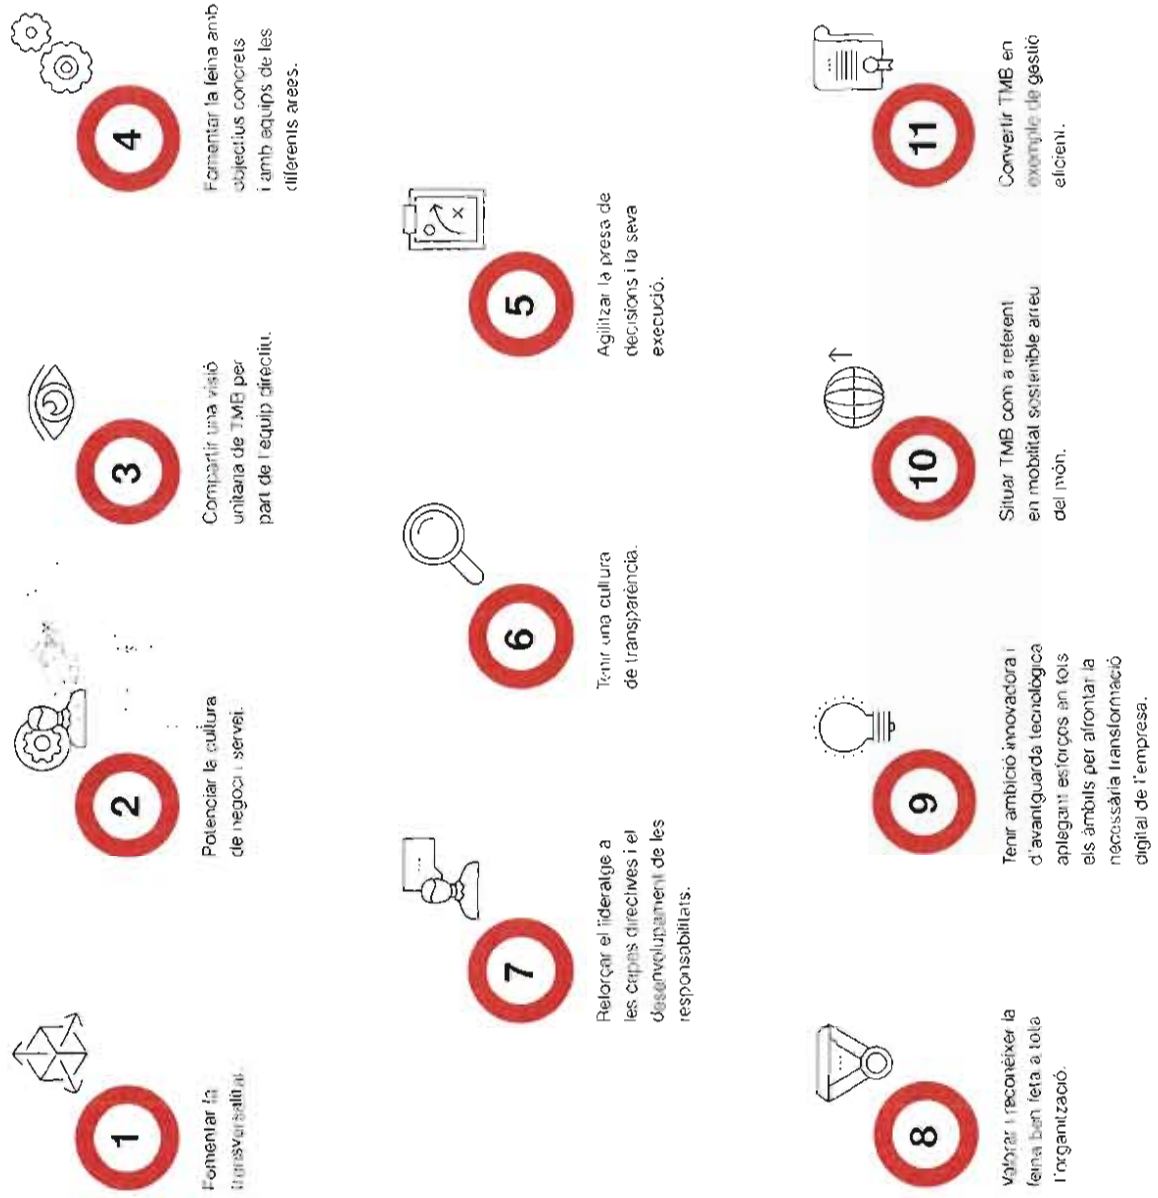 1
Fomentar la
transversalitat.
2
Potenciar la cultura
de negoci i servei.
3
Compartir una visió
unitària de TMB per
part de l'equip directiu.
4
Fomentar la feina amb
objectius concrets
i amb equips de les
diferents àrees.
5
Agilitzar la presa de
decisions i la seva
execució.
6
Tenir una cultura
de transparència.
7
Reforçar el lideratge a
les capes directives i el
desenvolupament de les
responsabilitats.
8
Valorar i reconèixer la
feina ben feta a tota
l'organització.
9
Tenir ambició innovadora i
d'avantguarda tecnològica
aplegant esforços en tots
els àmbits per afrontar la
necessària transformació
digital de l'empresa.
10
Situar TMB com a referent
en mobilitat sostenible arreu
del món.
11
Convertir TMB en
exemple de gestió
eficient.